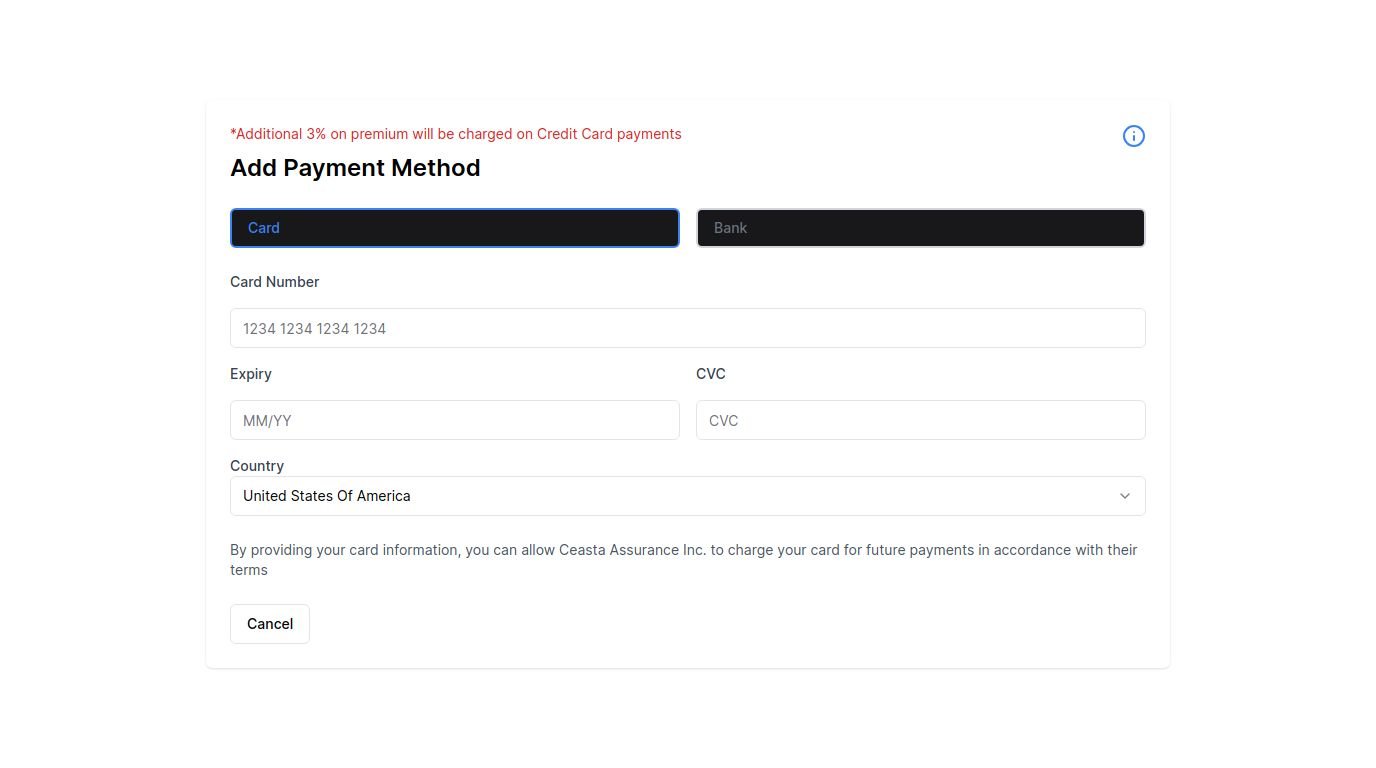 *Additional 3% on premium will be charged on Credit Card payments
Add Payment Method
Card
Bank
Card Number
1234 1234 1234 1234
Expiry
CVC
MM/YY
CVC
Country
United States Of America
By providing your card information, you can allow Ceasta Assurance Inc. to charge your card for future payments in accordance with their
terms
Cancel